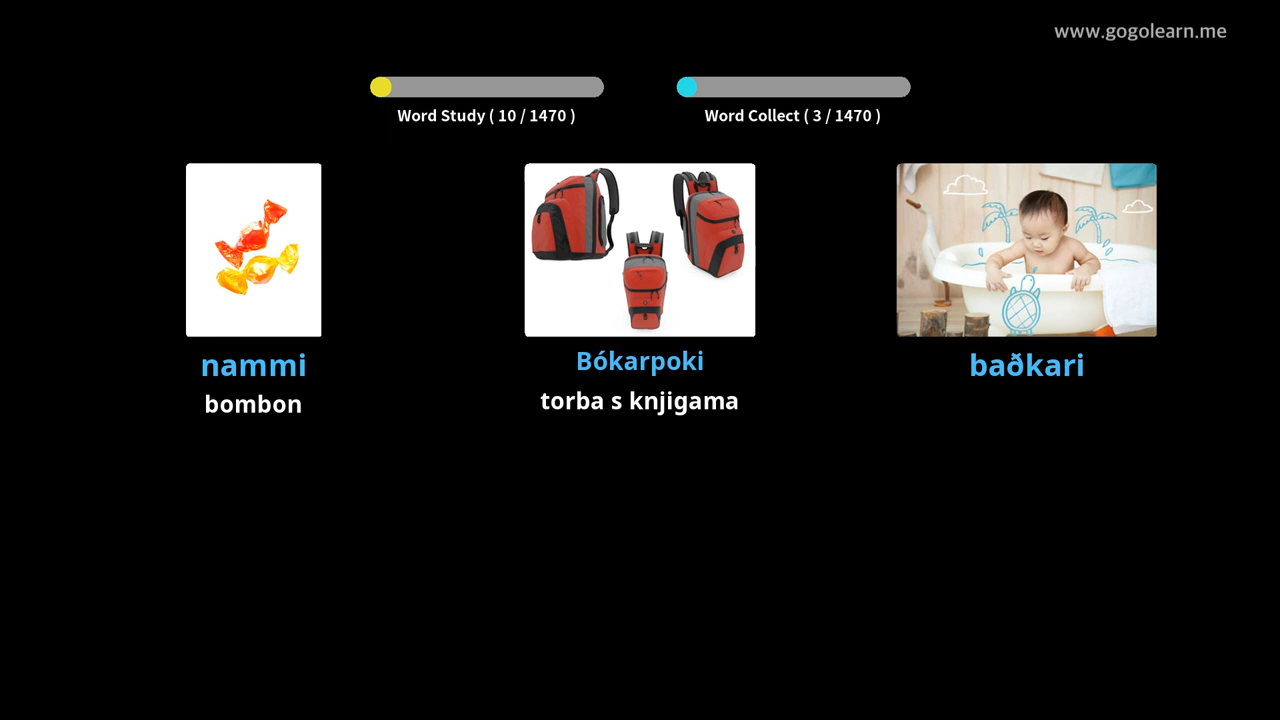 www.gogolearn.me
Word Study ( 10 / 1470 )
Word Collect ( 3 / 1470 )
nammi
bombon
Bókarpoki
torba s knjigama
baðkari